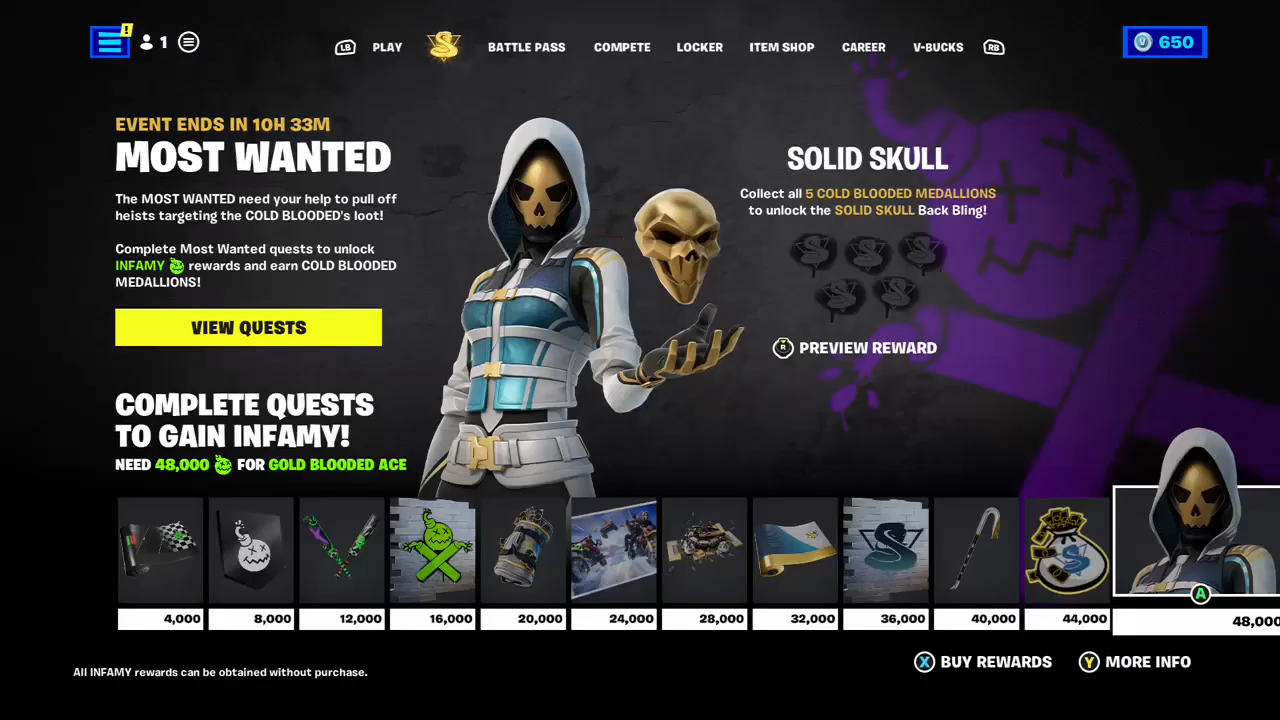 !
1
LB
PLAY
BATTLE PASS
COMPETE
LOCKER
ITEM SHOP
CAREER
V-BUCKS
RB
V 650
EVENT ENDS IN 10H 33M
MOST WANTED
The MOST WANTED need your help to pull off
heists targeting the COLD BLOODED's loot!
Complete Most Wanted quests to unlock
INFAMY rewards and earn COLD BLOODED
MEDALLIONS!
VIEW QUESTS
SOLID SKULL
Collect all 5 COLD BLOODED MEDALLIONS
to unlock the SOLID SKULL Back Bling!
R PREVIEW REWARD
COMPLETE QUESTS
TO GAIN INFAMY!
NEED 48,000 FOR GOLD BLOODED ACE
A
4,000
8,000
12,000
16,000
20,000
24,000
28,000
32,000
36,000
40,000
44,000
48,000
All INFAMY rewards can be obtained without purchase.
X BUY REWARDS
Y MORE INFO